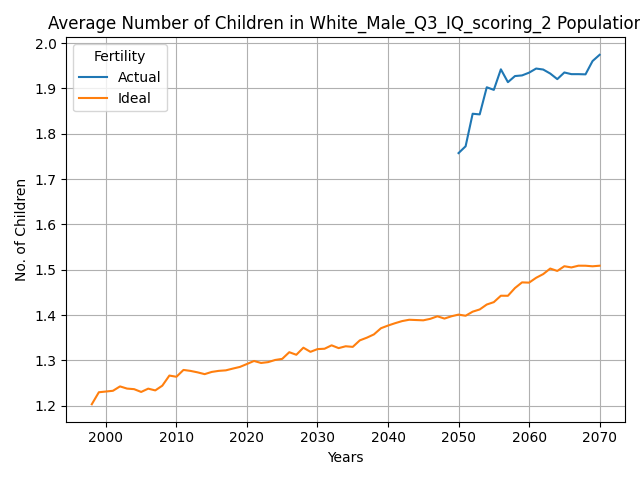 Average Number of Children in White_Male_Q3_IQ_scoring_2 Population
Fertility
Actual
Ideal
No. of Children
2.0
1.9
1.8
1.7
1.6
1.5
1.4
1.3
1.2
2000 2010 2020 2030 2040 2050 2060 2070
Years